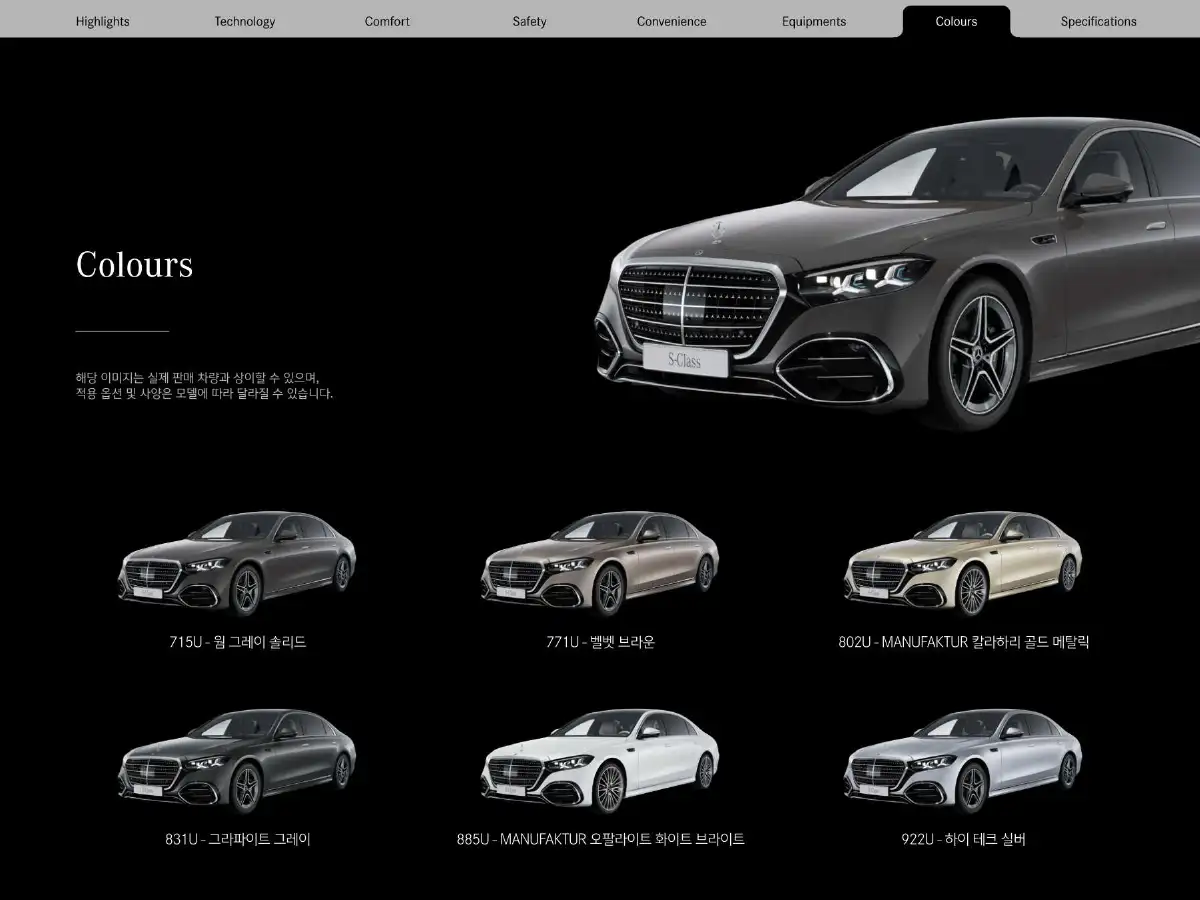 Highlights
Technology
Comfort
Safety
Convenience
Equipments
Colours
Specifications
Colours
해당 이미지는 실제 판매 차량과 상이할 수 있으며,
적용 옵션 및 사양은 모델에 따라 달라질 수 있습니다.
S-Class
715U - 웜 그레이 솔리드
771U - 벨벳 브라운
802U - MANUFAKTUR 칼라하리 골드 메탈릭
831U - 그라파이트 그레이
885U - MANUFAKTUR 오팔라이트 화이트 브라이트
922U - 하이 테크 실버